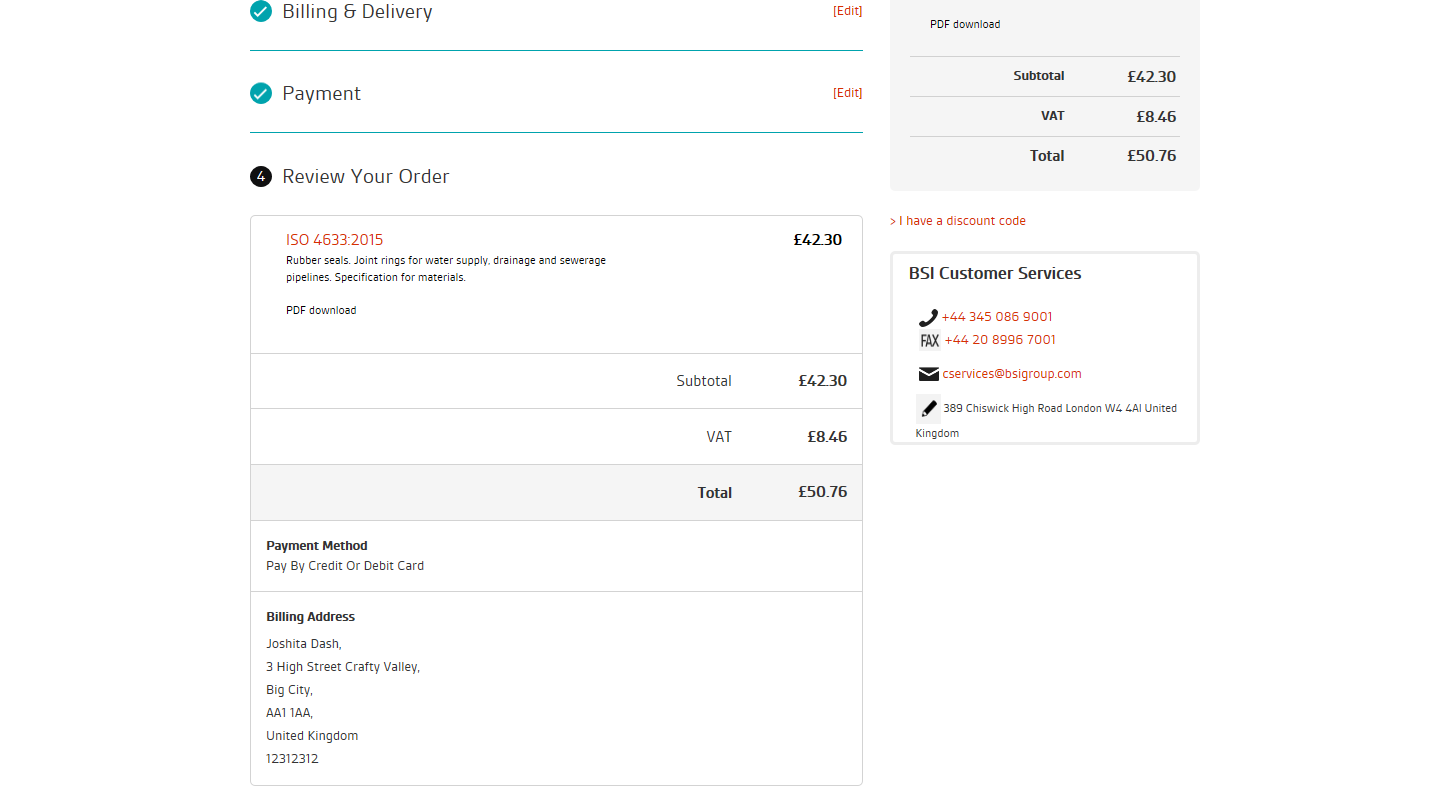 Billing & Delivery [Edit]
Payment [Edit]
4 Review Your Order
ISO 4633:2015 £42.30
Rubber seals. Joint rings for water supply, drainage and sewerage
pipelines. Specification for materials.
PDF download
Subtotal £42.30
VAT £8.46
Total £50.76
Payment Method
Pay By Credit Or Debit Card
Billing Address
Joshita Dash,
3 High Street Crafty Valley,
Big City,
AA1 1AA,
United Kingdom
12312312
PDF download
Subtotal £42.30
VAT £8.46
Total £50.76
> I have a discount code
BSI Customer Services
+44 345 086 9001
FAX +44 20 8996 7001
cservices@bsigroup.com
389 Chiswick High Road London W4 4Al United
Kingdom